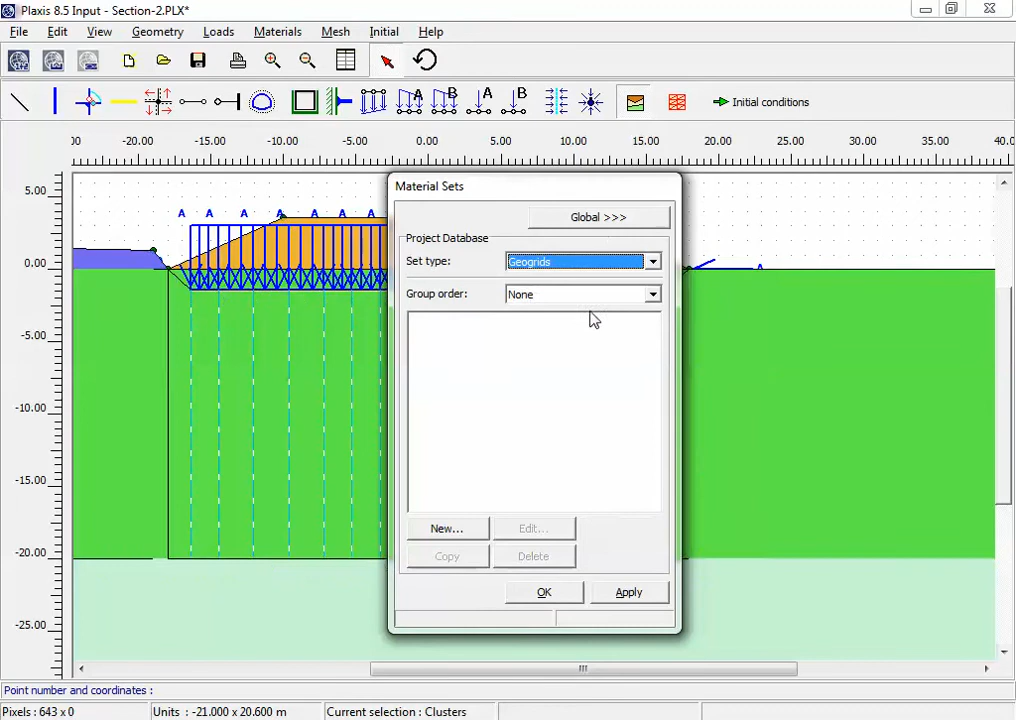 Plaxis 8.5 Input - Section-2.PLX*
File Edit View Geometry Loads Materials Mesh Initial Help
A B A B Initial conditions
-20.00 -15.00 -10.00 -5.00 0.00 5.00 10.00 15.00 20.00 25.00 30.00 35.00 40.0
5.00
0.00
-5.00
-10.00
-15.00
-20.00
-25.00
A A A A A A A
A
Material Sets
Global >>>
Project Database
Set type: Geogrids
Group order: None
New... Edit...
Copy Delete
OK Apply
Point number and coordinates :
Pixels : 643 x 0 Units : -21.000 x 20.600 m Current selection : Clusters